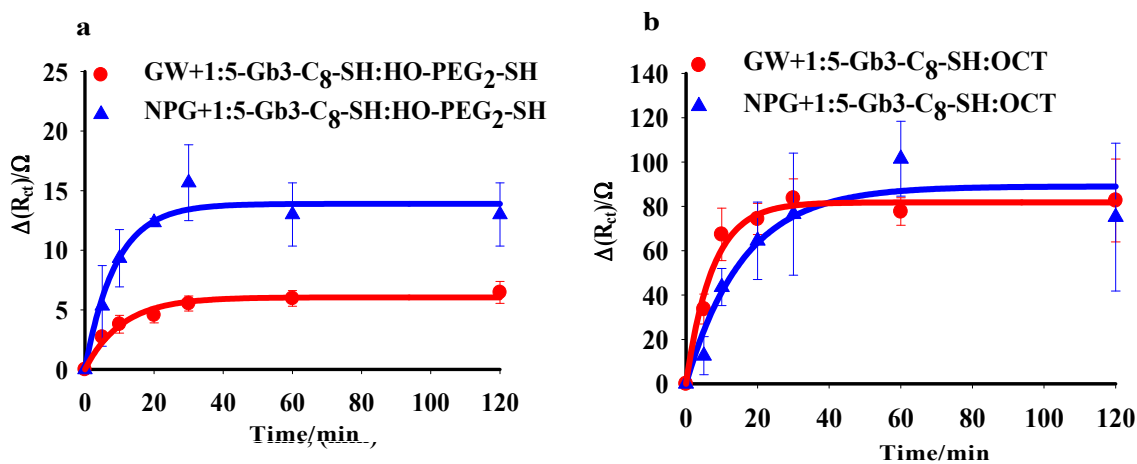 a
GW+1:5-Gb3-C8-SH:HO-PEG2-SH
NPG+1:5-Gb3-C8-SH:HO-PEG2-SH
Δ(Rct)/Ω
25
20
15
10
5
0
0 20 40 60 80 100 120
Time/min
b
GW+1:5-Gb3-C8-SH:OCT
NPG+1:5-Gb3-C8-SH:OCT
Δ(Rct)/Ω
140
120
100
80
60
40
20
0
0 20 40 60 80 100 120
Time/min